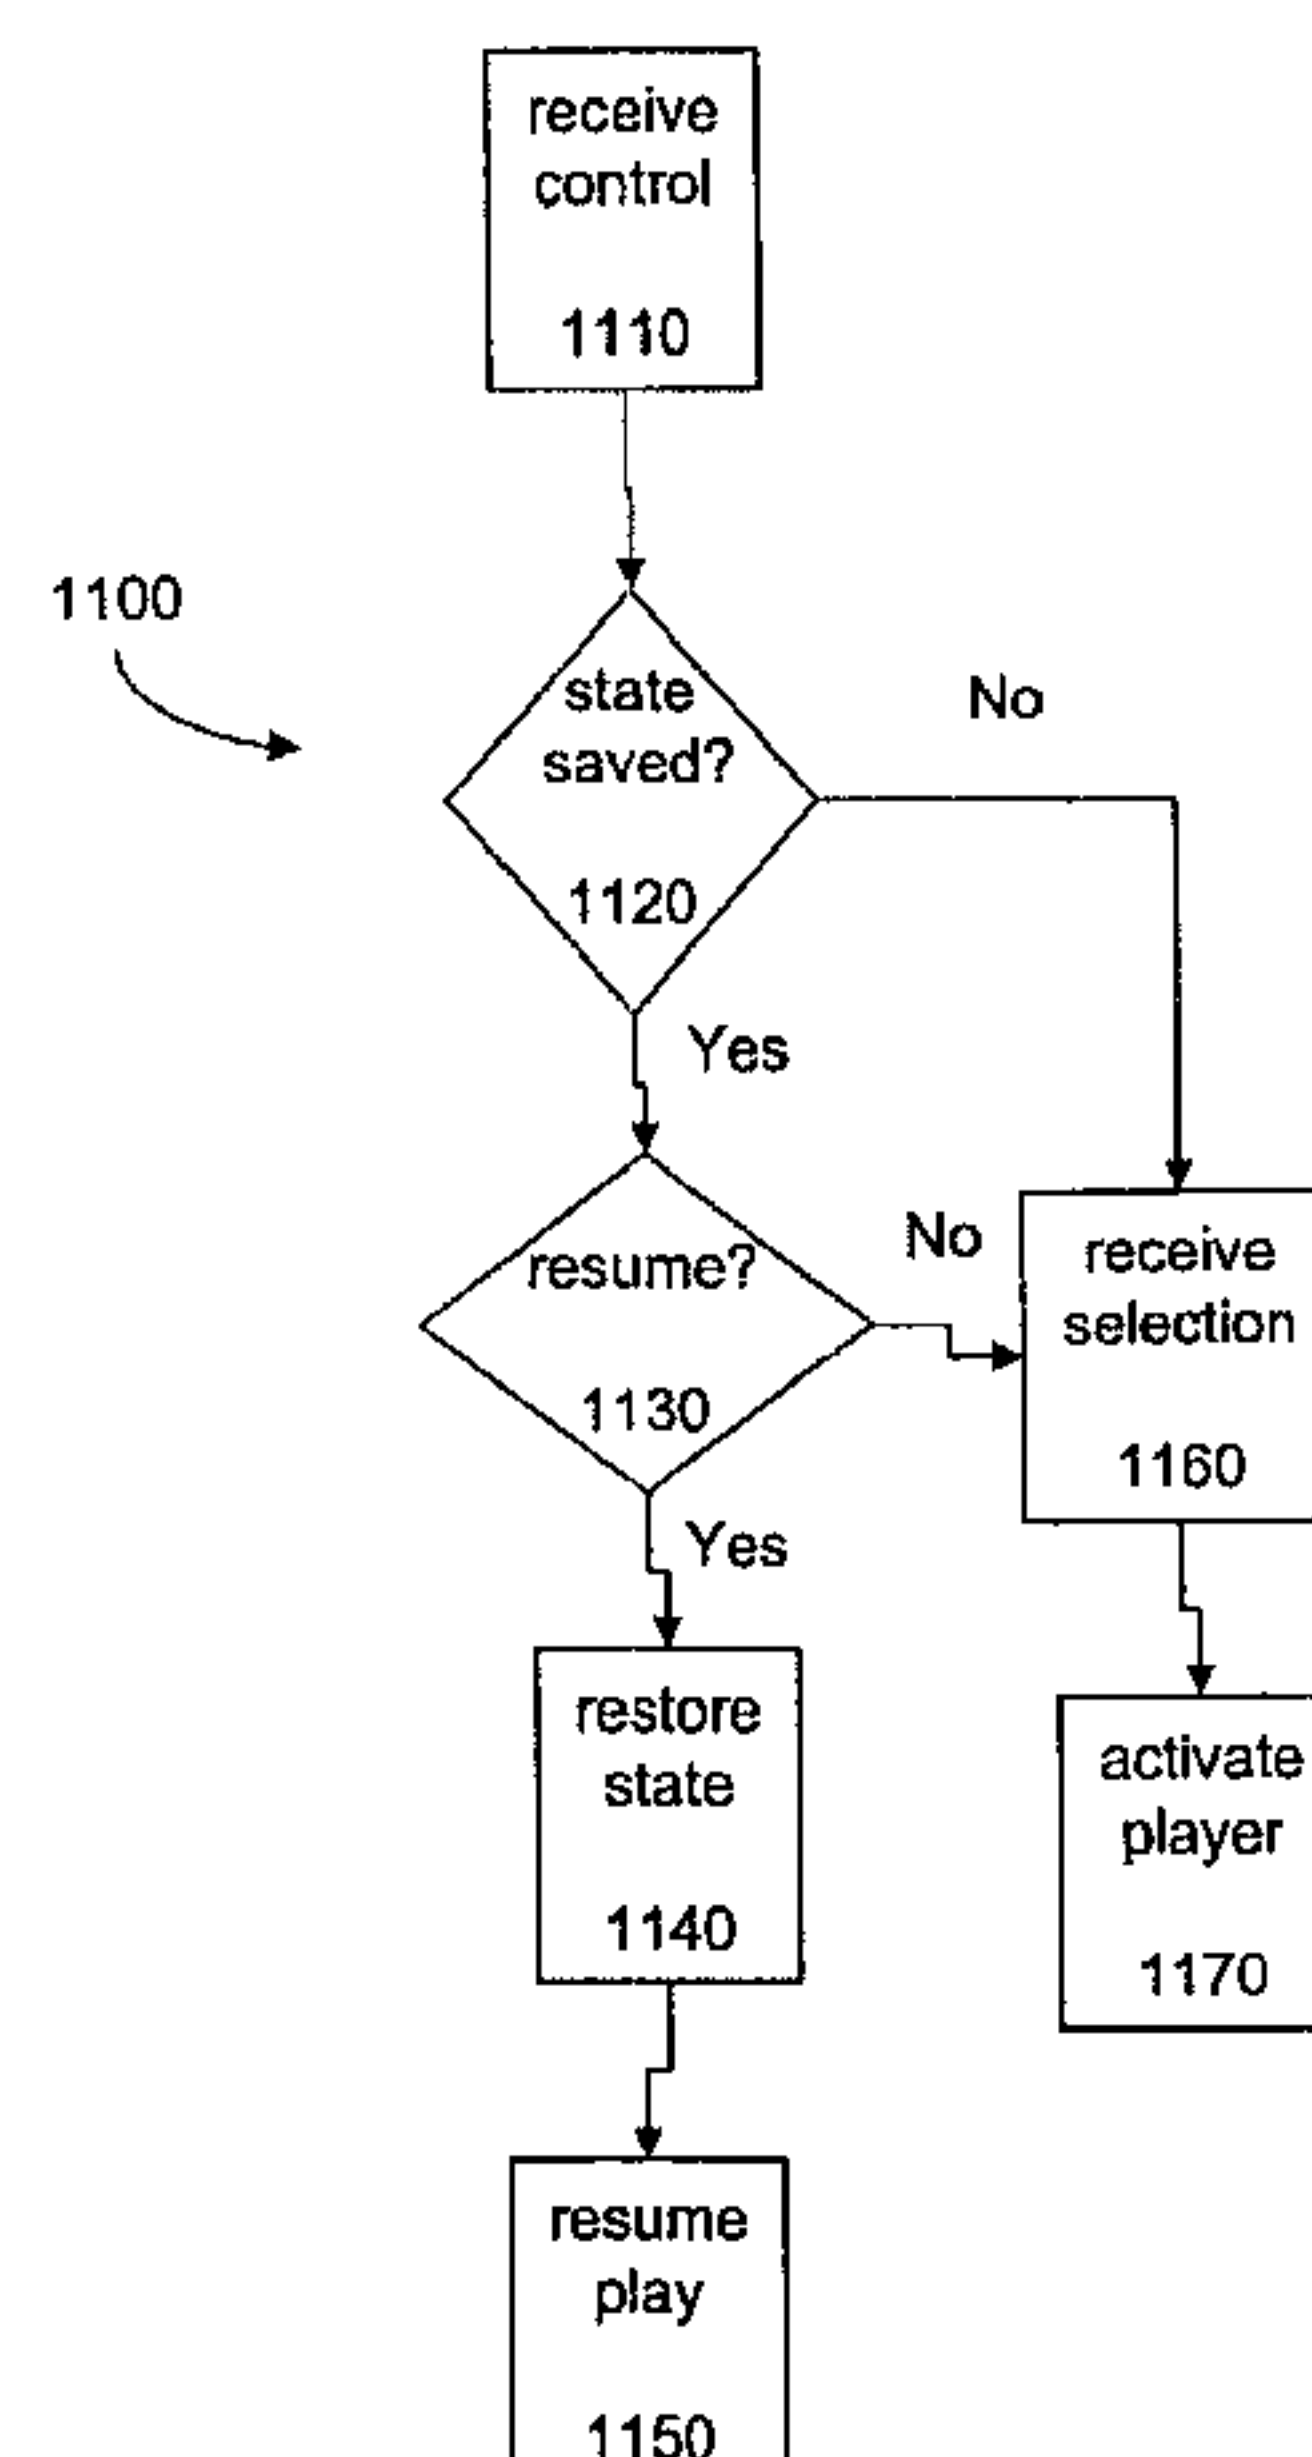 receive
control
1110
1100
state
saved?
1120
No
Yes
resume?
1130
No
receive
selection
1160
Yes
restore
state
1140
activate
player
1170
resume
play
1150